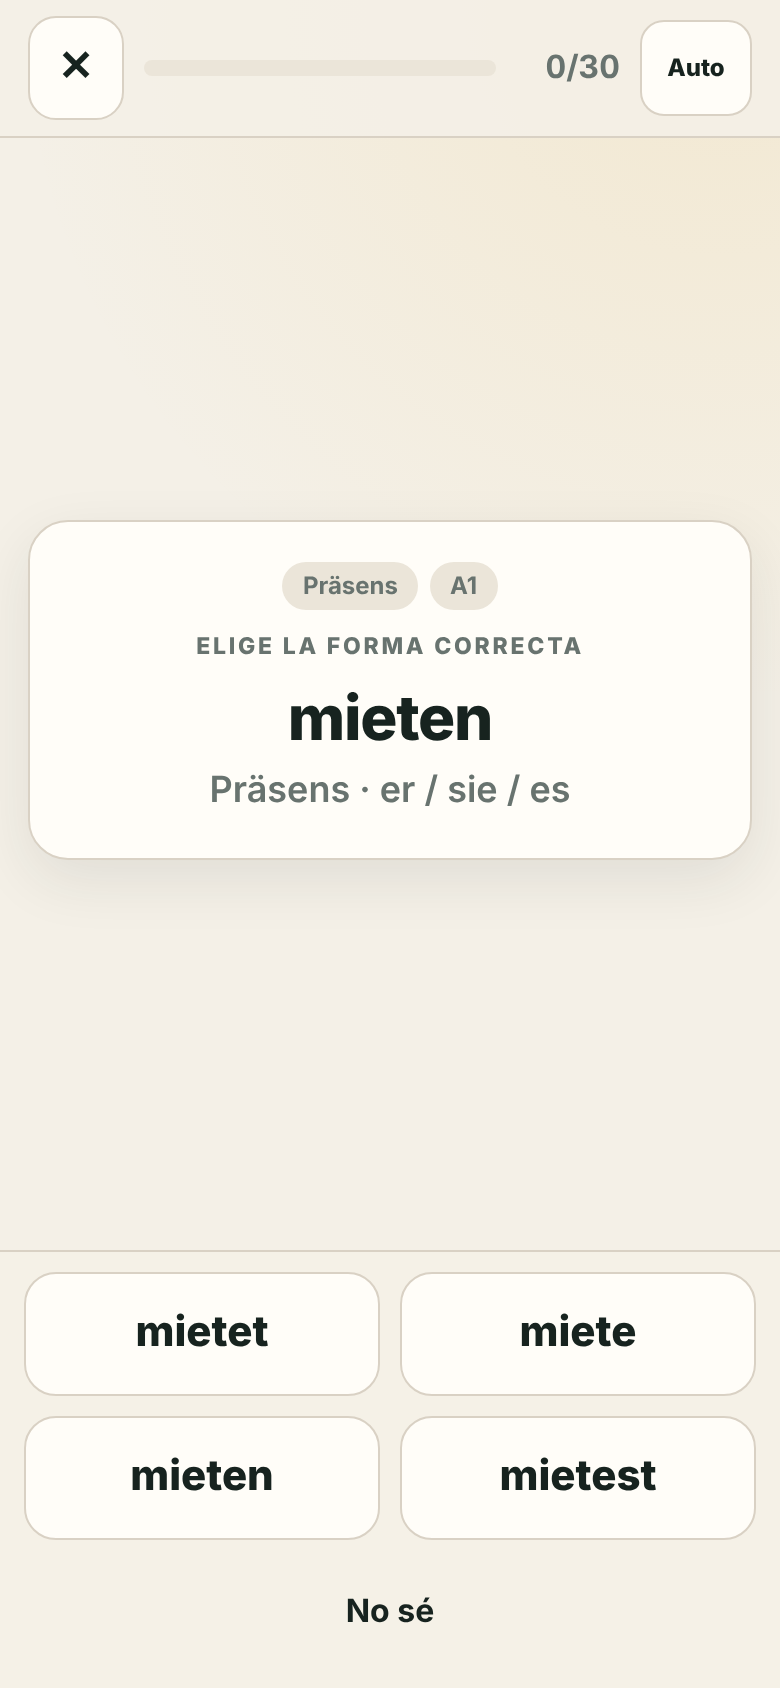 ✕
0/30
Auto
Präsens
A1
ELIGE LA FORMA CORRECTA
mieten
Präsens · er / sie / es
mietet
miete
mieten
mietest
No sé